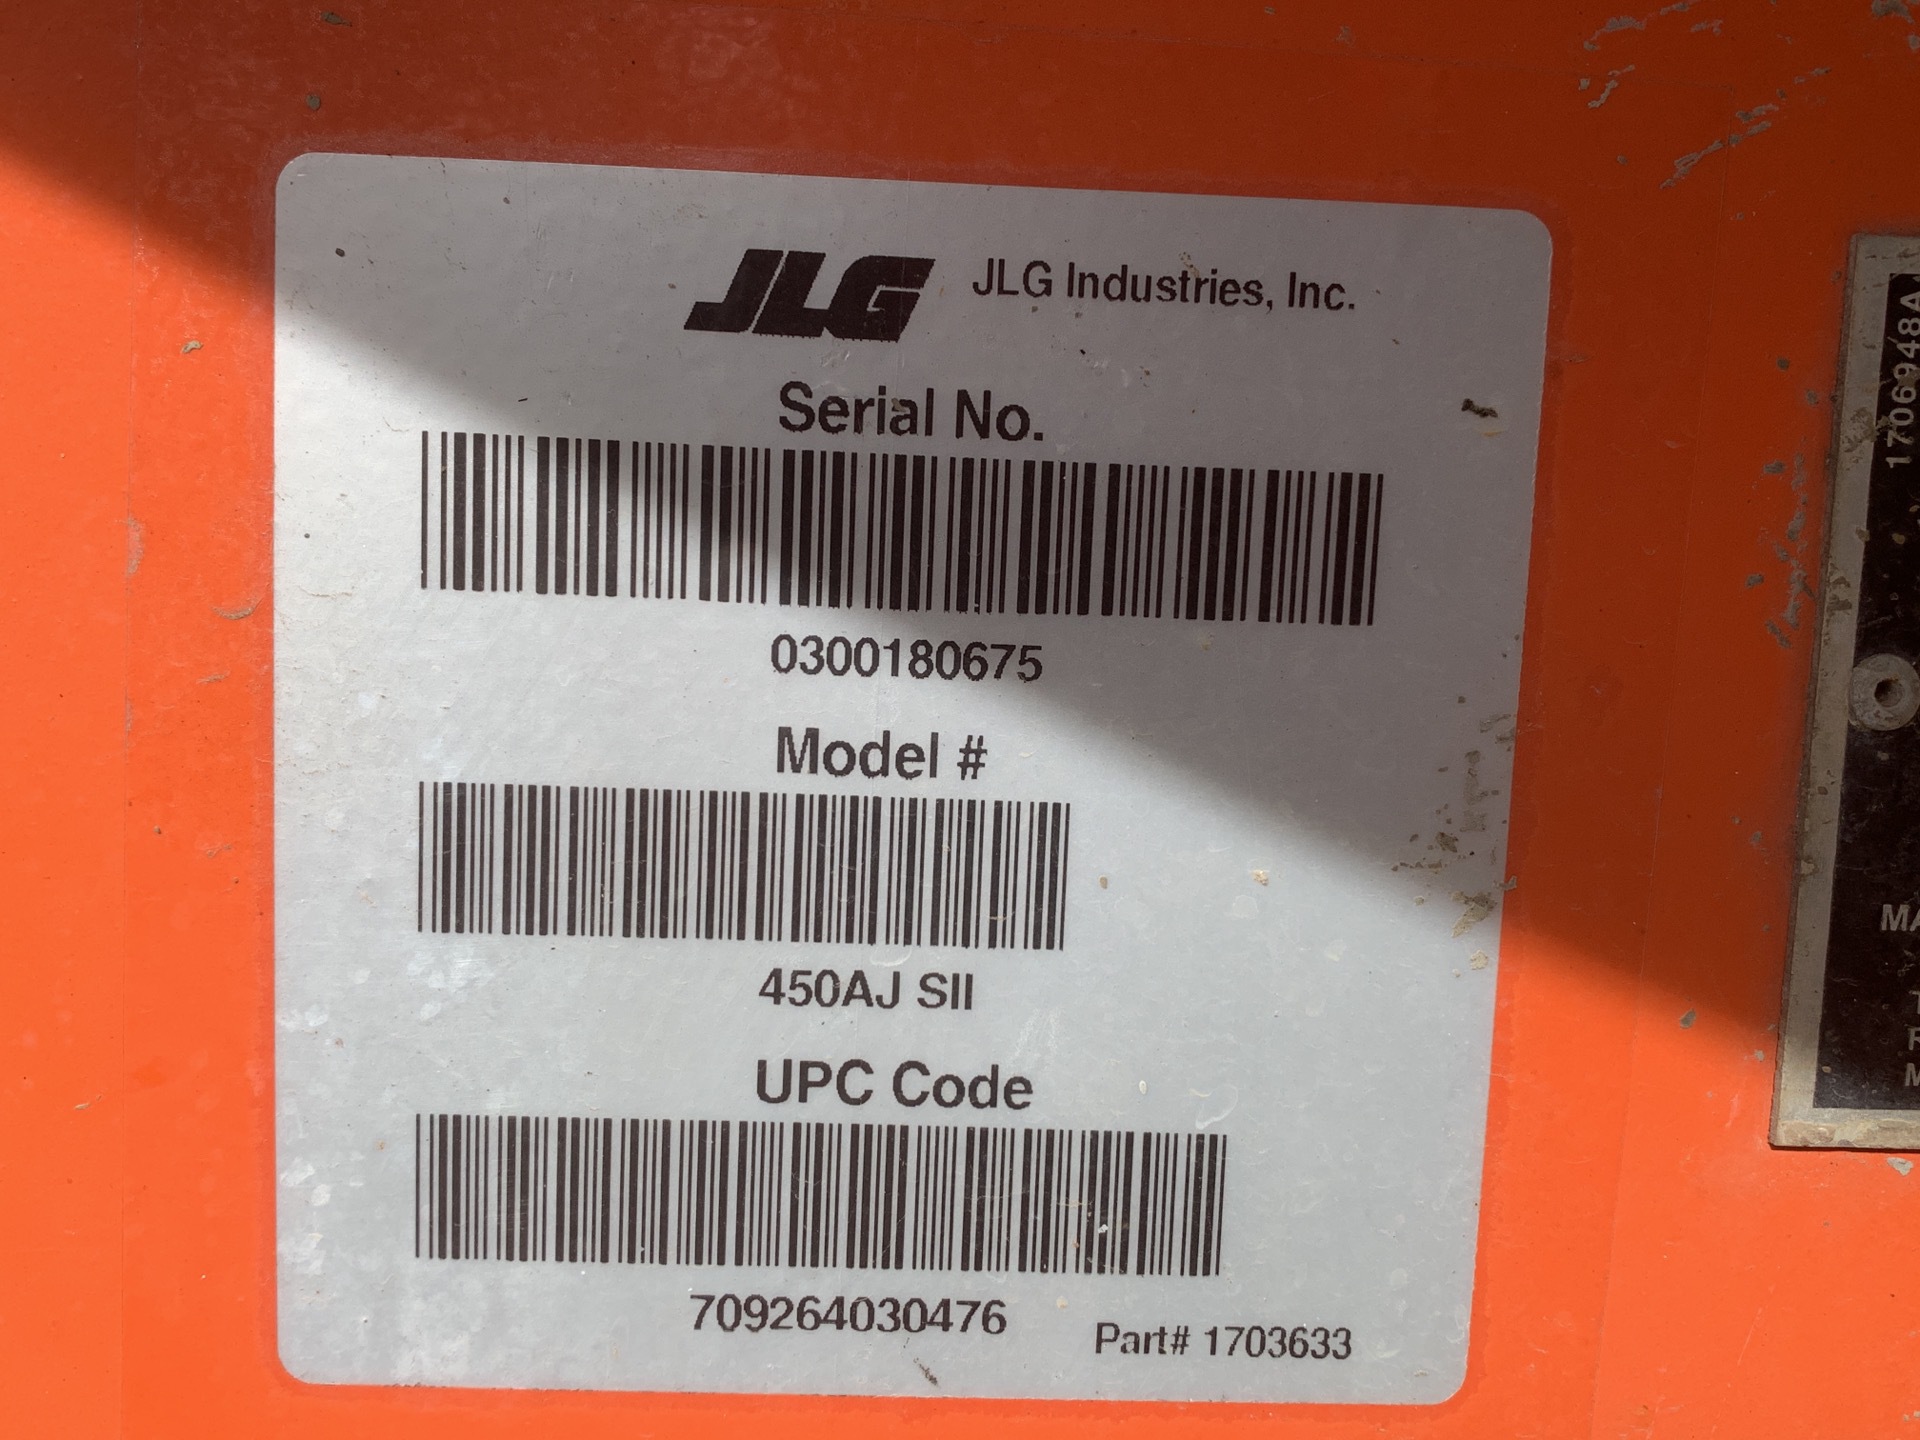 JLG JLG Industries, Inc.
Serial No.
0300180675
Model #
450AJ SII
UPC Code
709264030476
Part# 1703633
1706948A